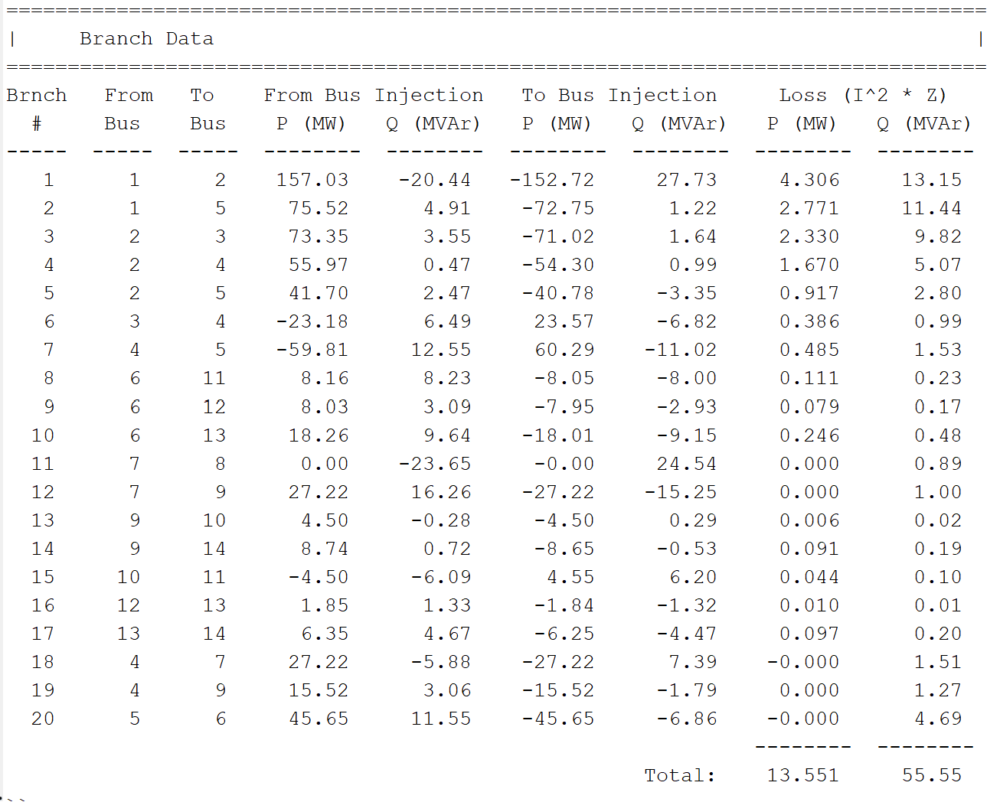 ================================================================================
|     Branch Data                                                              |
================================================================================
Brnch   From   To    From Bus Injection   To Bus Injection     Loss (I^2 * Z)
  #     Bus    Bus    P (MW)   Q (MVAr)   P (MW)   Q (MVAr)   P (MW)   Q (MVAr)
-----  -----  -----  --------  --------  --------  --------  --------  --------
   1      1      2    157.03    -20.44   -152.72     27.73     4.306     13.15
   2      1      5     75.52      4.91    -72.75      1.22     2.771     11.44
   3      2      3     73.35      3.55    -71.02      1.64     2.330      9.82
   4      2      4     55.97      0.47    -54.30      0.99     1.670      5.07
   5      2      5     41.70      2.47    -40.78     -3.35     0.917      2.80
   6      3      4    -23.18      6.49     23.57     -6.82     0.386      0.99
   7      4      5    -59.81     12.55     60.29    -11.02     0.485      1.53
   8      6     11      8.16      8.23     -8.05     -8.00     0.111      0.23
   9      6     12      8.03      3.09     -7.95     -2.93     0.079      0.17
  10      6     13     18.26      9.64    -18.01     -9.15     0.246      0.48
  11      7      8      0.00    -23.65     -0.00     24.54     0.000      0.89
  12      7      9     27.22     16.26    -27.22    -15.25     0.000      1.00
  13      9     10      4.50     -0.28     -4.50      0.29     0.006      0.02
  14      9     14      8.74      0.72     -8.65     -0.53     0.091      0.19
  15     10     11     -4.50     -6.09      4.55      6.20     0.044      0.10
  16     12     13      1.85      1.33     -1.84     -1.32     0.010      0.01
  17     13     14      6.35      4.67     -6.25     -4.47     0.097      0.20
  18      4      7     27.22     -5.88    -27.22      7.39    -0.000      1.51
  19      4      9     15.52      3.06    -15.52     -1.79     0.000      1.27
  20      5      6     45.65     11.55    -45.65     -6.86    -0.000      4.69
                                                             --------  --------
                                                    Total:    13.551     55.55